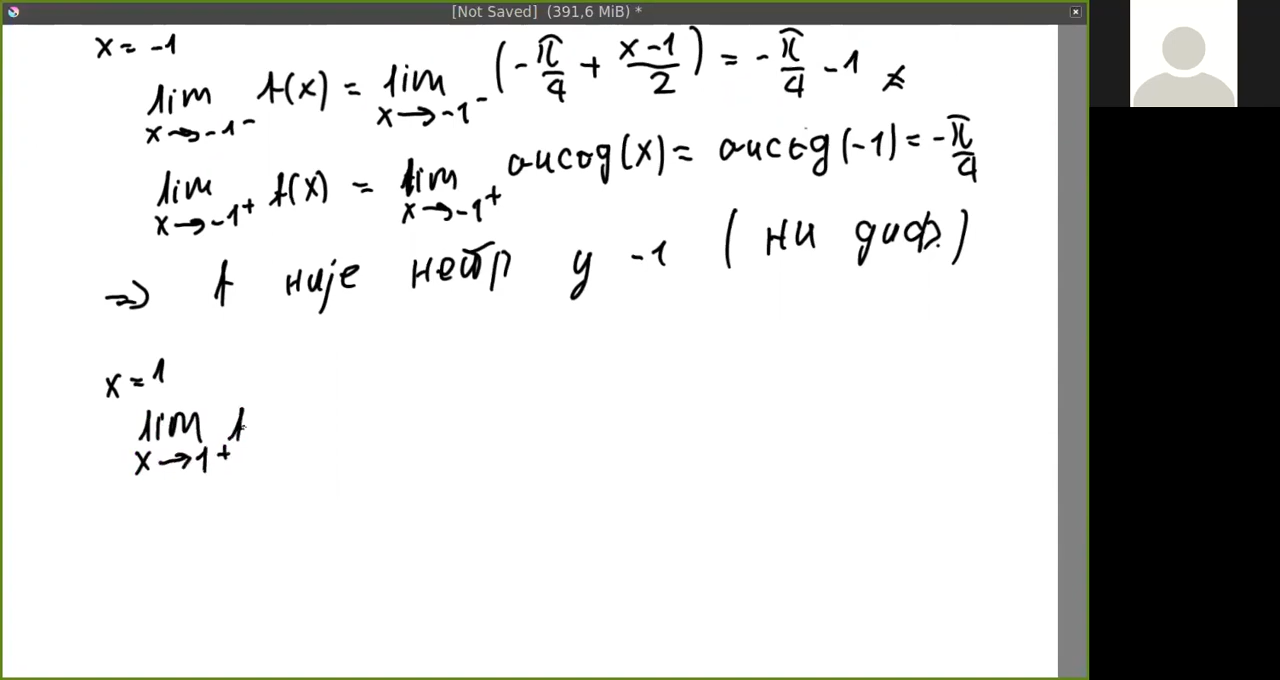 [Not Saved] (391,6 MiB) *
x = -1
lim x→-1⁻ f(x) = lim x→-1⁻ (-π/4 + (x-1)/2) = -π/4 - 1 ≠
lim x→-1⁺ f(x) = lim x→-1⁺ arctg(x) = arctg(-1) = -π/4
⇒ f није непр у -1 (ни диф.)
x = 1
lim x→1⁺ f